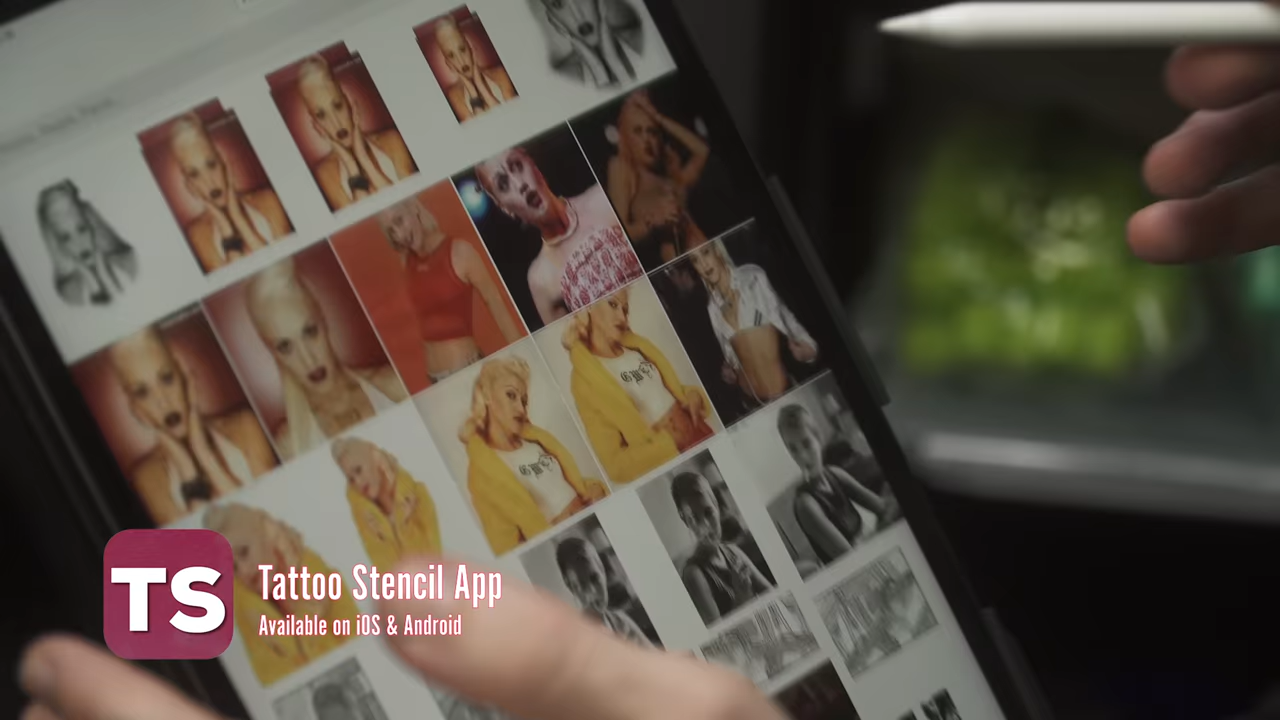 TS
Tattoo Stencil App
Available on iOS & Android